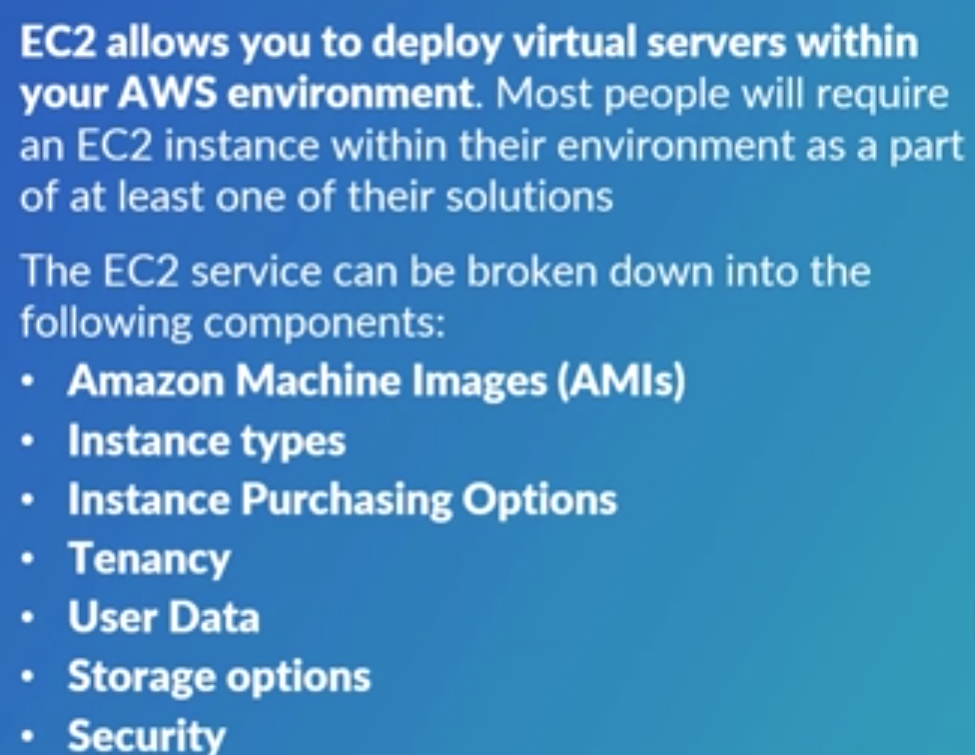 EC2 allows you to deploy virtual servers within
your AWS environment. Most people will require
an EC2 instance within their environment as a part
of at least one of their solutions
The EC2 service can be broken down into the
following components:
• Amazon Machine Images (AMIs)
• Instance types
• Instance Purchasing Options
• Tenancy
• User Data
• Storage options
• Security